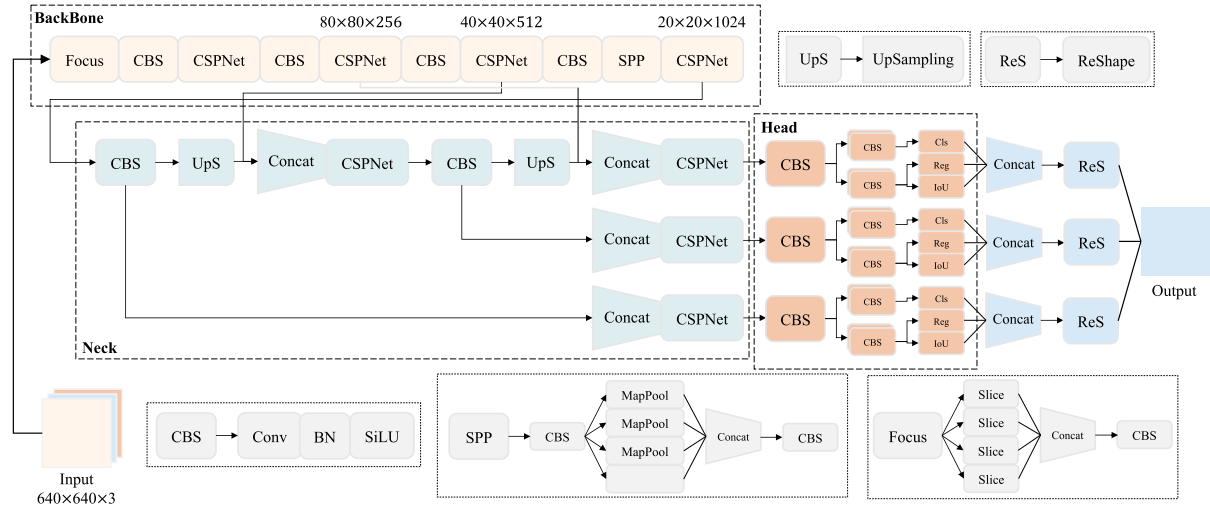 BackBone
80×80×256 40×40×512 20×20×1024
Focus CBS CSPNet CBS CSPNet CBS CSPNet CBS SPP CSPNet
UpS UpSampling
ReS ReShape
Neck
CBS UpS Concat CSPNet CBS UpS Concat CSPNet
Concat CSPNet
Concat CSPNet
Head
CBS CBS CBS Cls Reg IoU Concat ReS
CBS CBS CBS Cls Reg IoU Concat ReS
CBS CBS CBS Cls Reg IoU Concat ReS
Output
Input
640×640×3
CBS Conv BN SiLU
SPP CBS MapPool MapPool MapPool Concat CBS
Focus Slice Slice Slice Slice Concat CBS